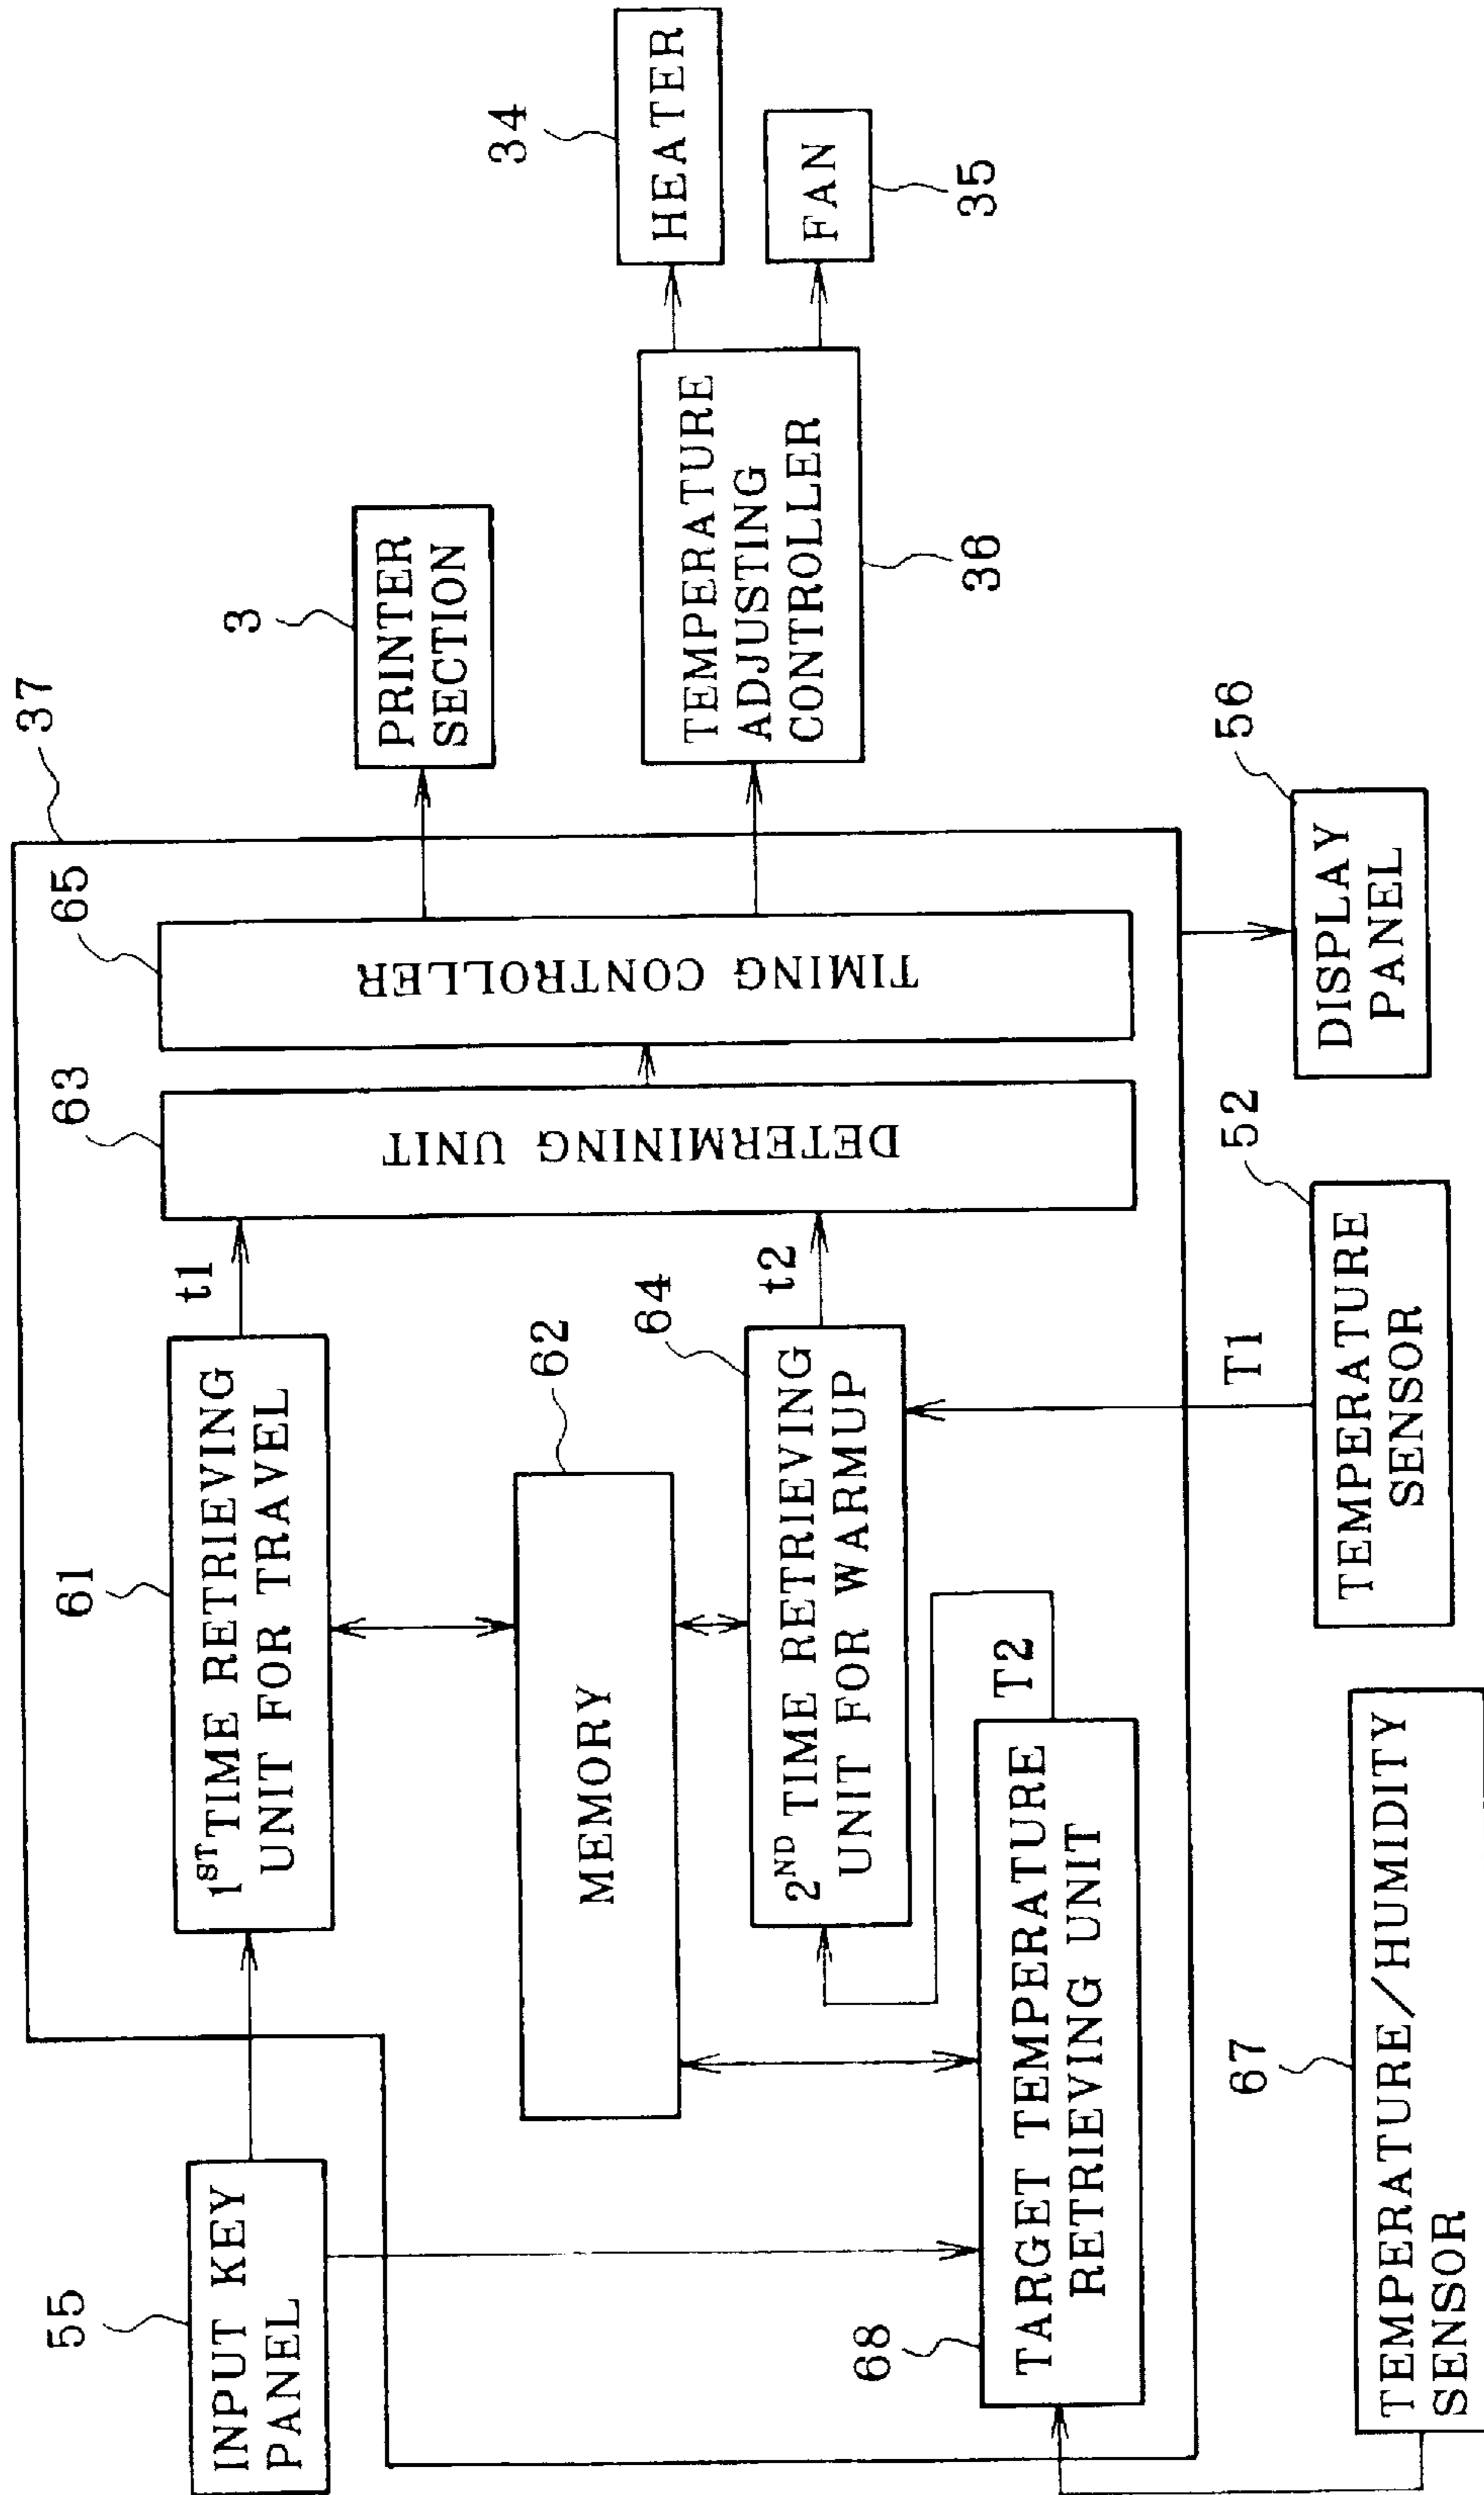 37
55
INPUT KEY
PANEL
61
1ST TIME RETRIEVING
UNIT FOR TRAVEL
t1
63
DETERMINING UNIT
65
TIMING CONTROLLER
3
PRINTER
SECTION
62
MEMORY
64
2ND TIME RETRIEVING
UNIT FOR WARMUP
t2
34
HEATER
FAN
35
TEMPERATURE
ADJUSTING
CONTROLLER
36
68
TARGET TEMPERATURE
RETRIEVING UNIT
T2
T1
67
TEMPERATURE/HUMIDITY
SENSOR
52
TEMPERATURE
SENSOR
56
DISPLAY
PANEL